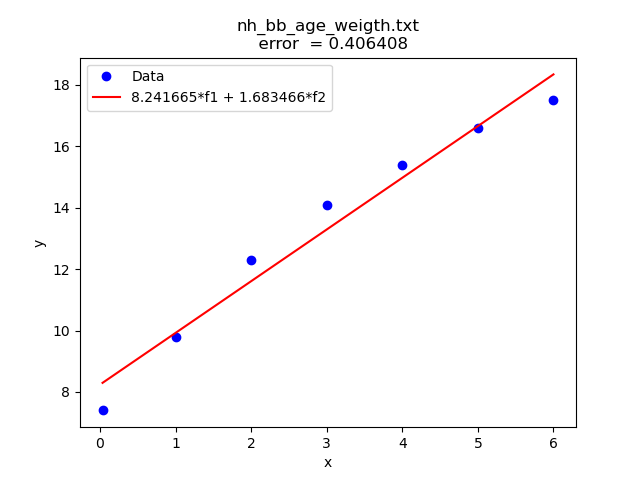 nh_bb_age_weigth.txt
error  = 0.406408
Data
8.241665*f1 + 1.683466*f2
18
16
14
12
10
8
y
0 1 2 3 4 5 6
x